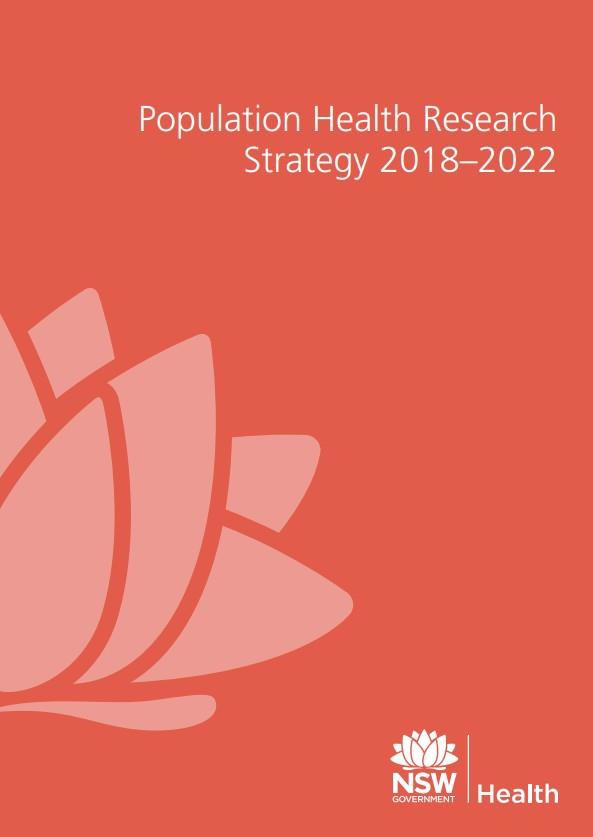 Population Health Research
Strategy 2018–2022
NSW
GOVERNMENT
Health